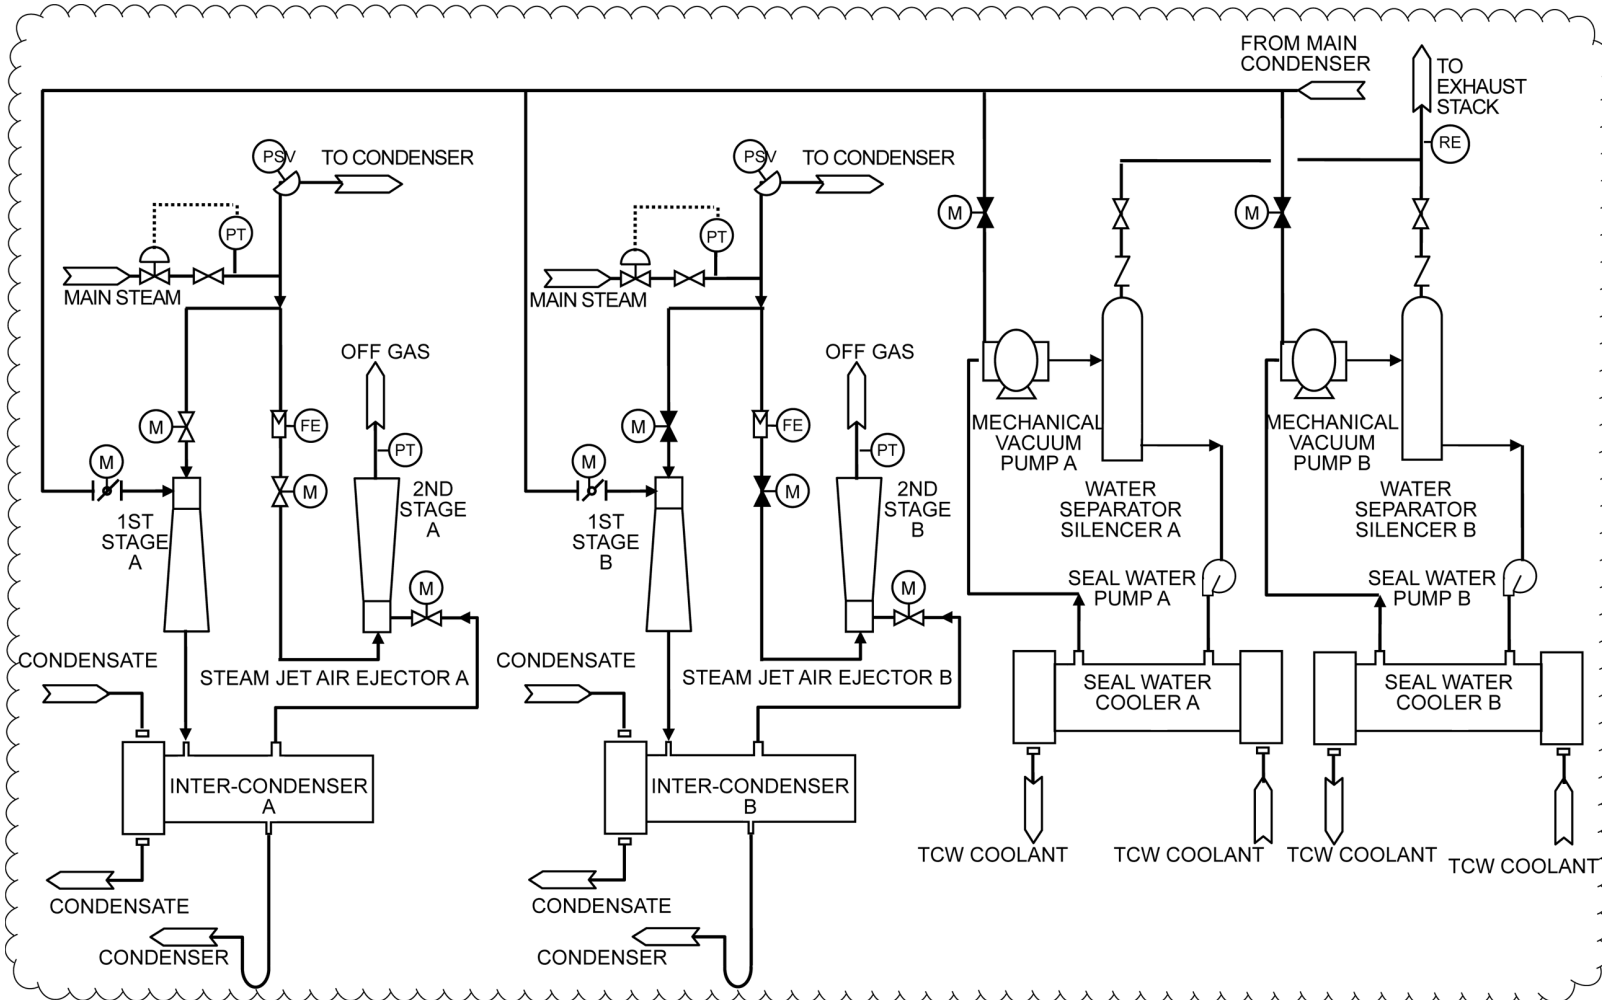 FROM MAIN
CONDENSER
TO
EXHAUST
STACK
RE
PSV
TO CONDENSER
PT
MAIN STEAM
PSV
TO CONDENSER
PT
MAIN STEAM
M
M
OFF GAS
OFF GAS
M
FE
PT
M
M
1ST
STAGE
A
2ND
STAGE
A
M
FE
PT
M
M
1ST
STAGE
B
2ND
STAGE
B
MECHANICAL
VACUUM
PUMP A
MECHANICAL
VACUUM
PUMP B
WATER
SEPARATOR
SILENCER A
WATER
SEPARATOR
SILENCER B
M
M
SEAL WATER
PUMP A
SEAL WATER
PUMP B
CONDENSATE
STEAM JET AIR EJECTOR A
CONDENSATE
STEAM JET AIR EJECTOR B
SEAL WATER
COOLER A
SEAL WATER
COOLER B
INTER-CONDENSER
A
INTER-CONDENSER
B
TCW COOLANT
TCW COOLANT
TCW COOLANT
TCW COOLANT
CONDENSATE
CONDENSATE
CONDENSER
CONDENSER